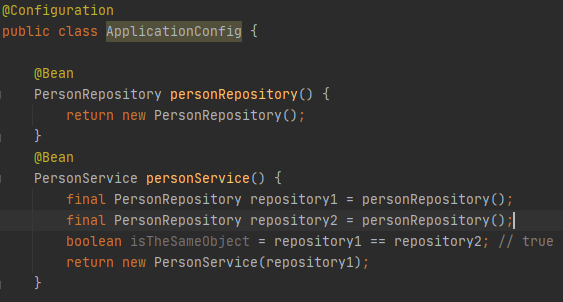 @Configuration
public class ApplicationConfig {
@Bean
PersonRepository personRepository() {
return new PersonRepository();
}
@Bean
PersonService personService() {
final PersonRepository repository1 = personRepository();
final PersonRepository repository2 = personRepository();
boolean isTheSameObject = repository1 == repository2; // true
return new PersonService(repository1);
}